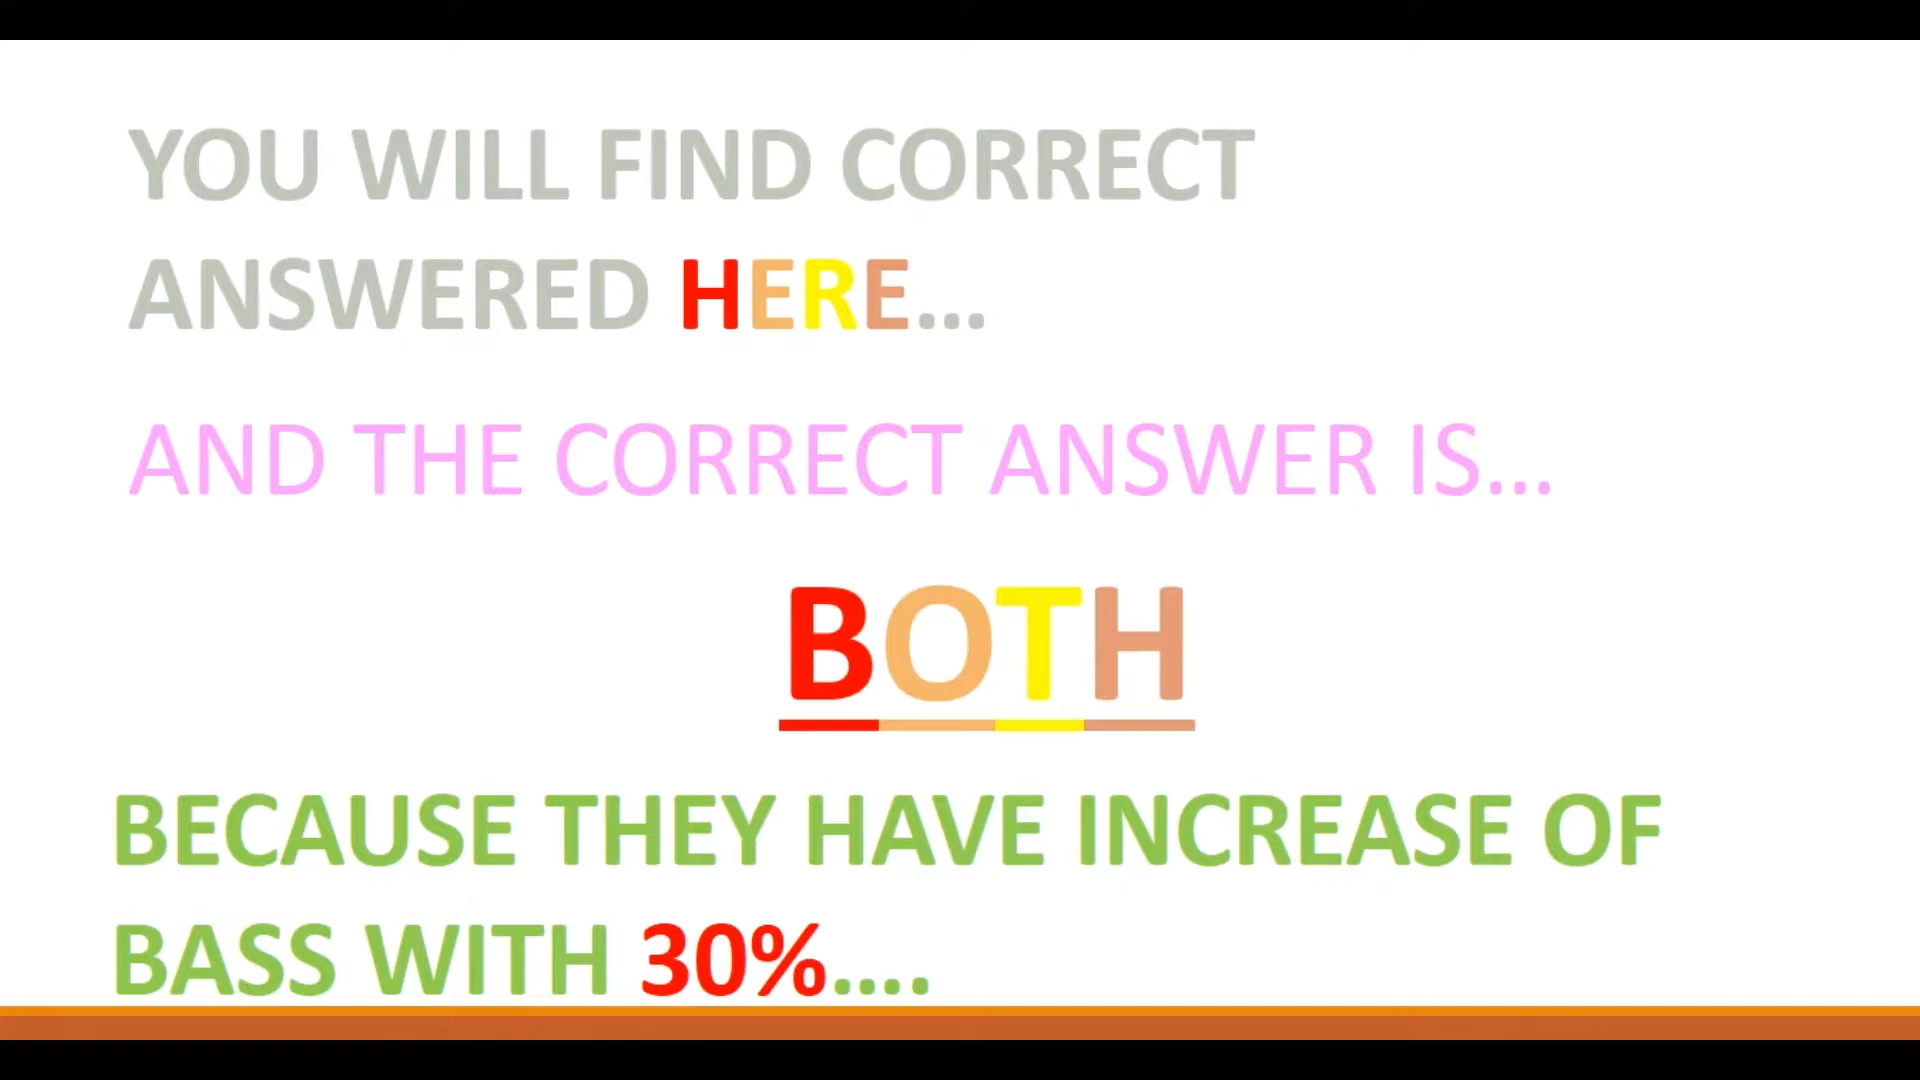 YOU WILL FIND CORRECT
ANSWERED HERE...
AND THE CORRECT ANSWER IS...
BOTH
BECAUSE THEY HAVE INCREASE OF
BASS WITH 30%....